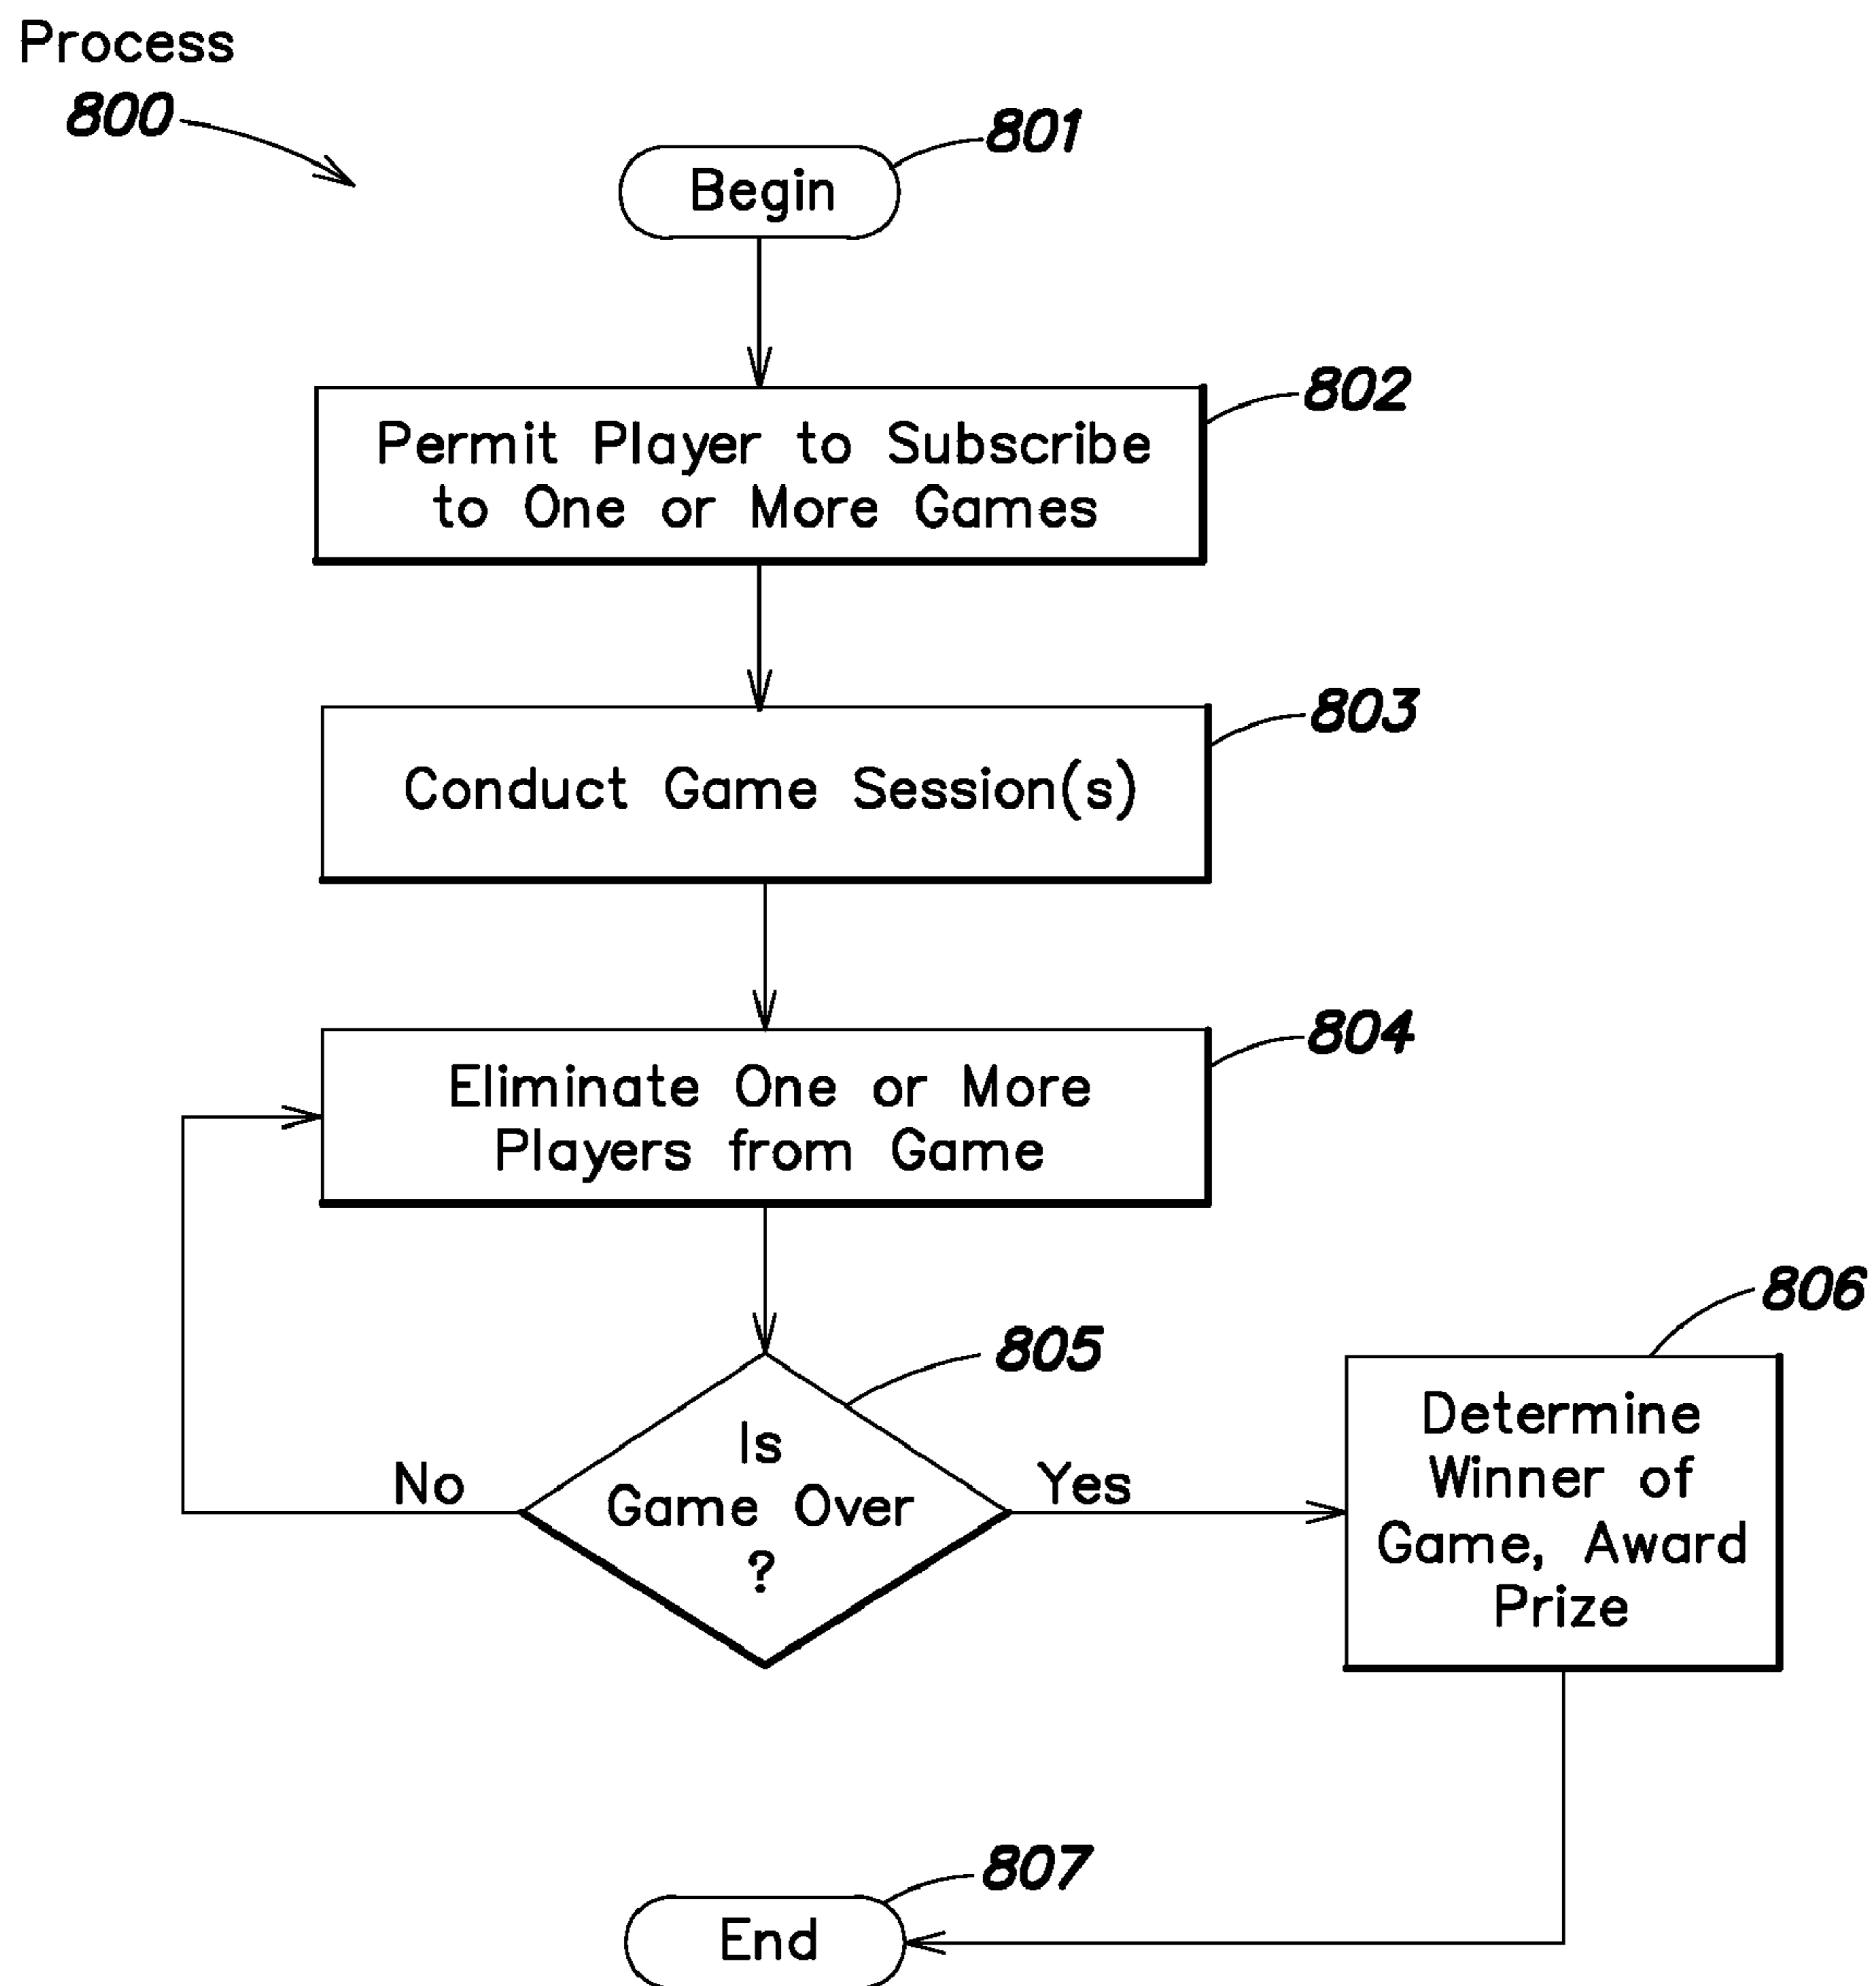 Process
800
801
Begin
802
Permit Player to Subscribe
to One or More Games
803
Conduct Game Session(s)
804
Eliminate One or More
Players from Game
805
Is
Game Over
?
No
Yes
806
Determine
Winner of
Game, Award
Prize
807
End